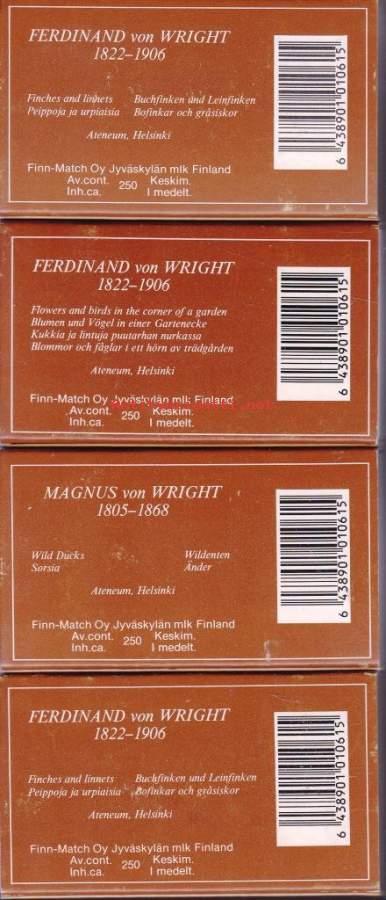 FERDINAND von WRIGHT
1822–1906
Finches and linnets Buchfinken und Leinfinken
Peippoja ja urpiaisia Bofinkar och gråsiskor
Ateneum, Helsinki
Finn-Match Oy Jyväskylän mlk Finland
Av.cont. 250 Keskim.
Inh.ca. I medelt.
6 438901 010615
FERDINAND von WRIGHT
1822–1906
Flowers and birds in the corner of a garden
Blumen und Vögel in einer Gartenecke
Kukkia ja lintuja puutarhan nurkassa
Blommor och fåglar i ett hörn av trädgården
Ateneum, Helsinki
Finn-Match Oy Jyväskylän mlk Finland
Av.cont. 250 Keskim.
Inh.ca. I medelt.
6 438901 010615
MAGNUS von WRIGHT
1805–1868
Wild Ducks Wildenten
Sorsia Änder
Ateneum, Helsinki
Finn-Match Oy Jyväskylän mlk Finland
Av.cont. 250 Keskim.
Inh.ca. I medelt.
6 438901 010615
FERDINAND von WRIGHT
1822–1906
Finches and linnets Buchfinken und Leinfinken
Peippoja ja urpiaisia Bofinkar och gråsiskor
Ateneum, Helsinki
Finn-Match Oy Jyväskylän mlk Finland
Av.cont. 250 Keskim.
Inh.ca. I medelt.
6 438901 010615